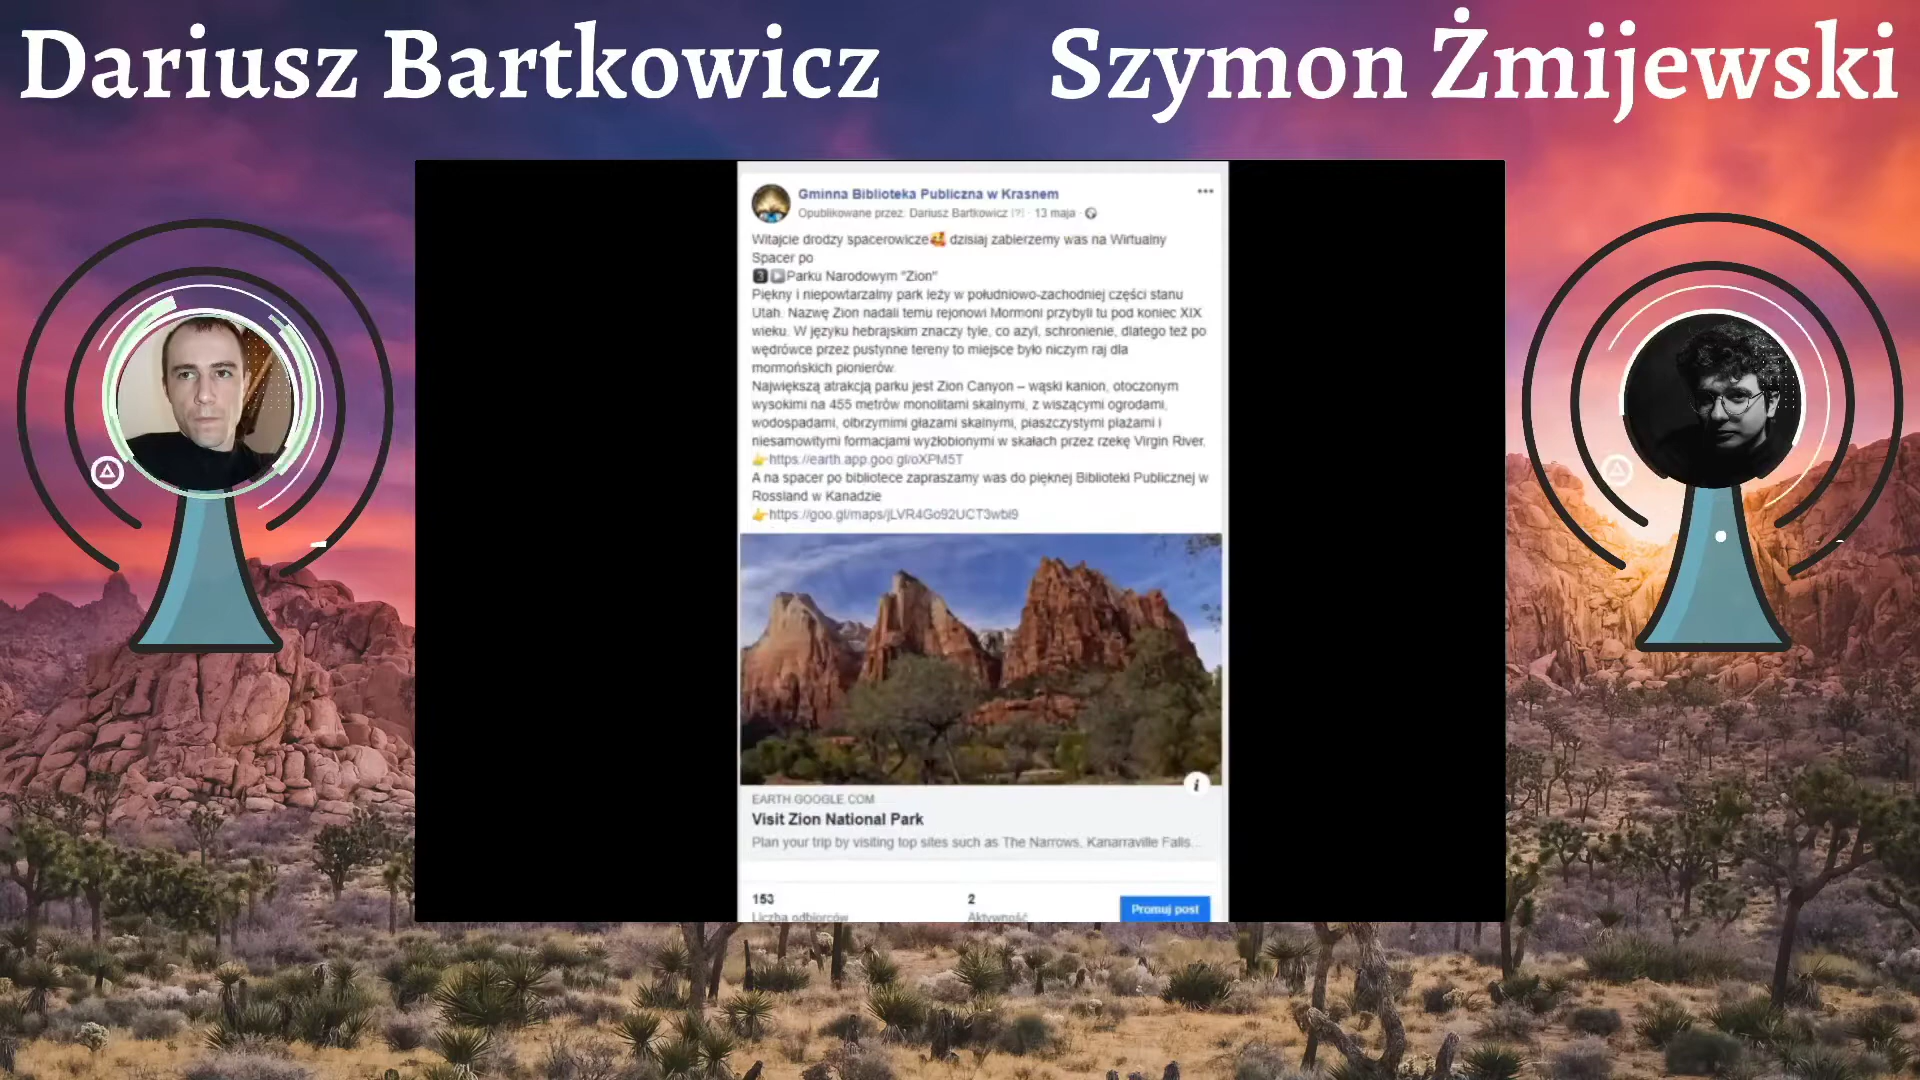 Dariusz Bartkowicz
Szymon Żmijewski
Gminna Biblioteka Publiczna w Krasnem
Opublikowane przez: Dariusz Bartkowicz [?] · 13 maja ·
Witajcie drodzy spacerowicze🥰 dzisiaj zabierzemy was na Wirtualny
Spacer po
3️⃣▶️Parku Narodowym "Zion"
Piękny i niepowtarzalny park leży w południowo-zachodniej części stanu
Utah. Nazwę Zion nadali temu rejonowi Mormoni przybyli tu pod koniec XIX
wieku. W języku hebrajskim znaczy tyle, co azyl, schronienie, dlatego też po
wędrówce przez pustynne tereny to miejsce było niczym raj dla
mormońskich pionierów.
Największą atrakcją parku jest Zion Canyon – wąski kanion, otoczonym
wysokimi na 455 metrów monolitami skalnymi, z wiszącymi ogrodami,
wodospadami, olbrzymimi głazami skalnymi, piaszczystymi plażami i
niesamowitymi formacjami wyżłobionymi w skałach przez rzekę Virgin River.
👉https://earth.app.goo.gl/oXPM5T
A na spacer po bibliotece zapraszamy was do pięknej Biblioteki Publicznej w
Rossland w Kanadzie
👉https://goo.gl/maps/jLVR4Go92UCT3wbi9
EARTH.GOOGLE.COM
Visit Zion National Park
Plan your trip by visiting top sites such as The Narrows, Kanarraville Falls...
153
2
Promuj post
Liczba odbiorców
Aktywność